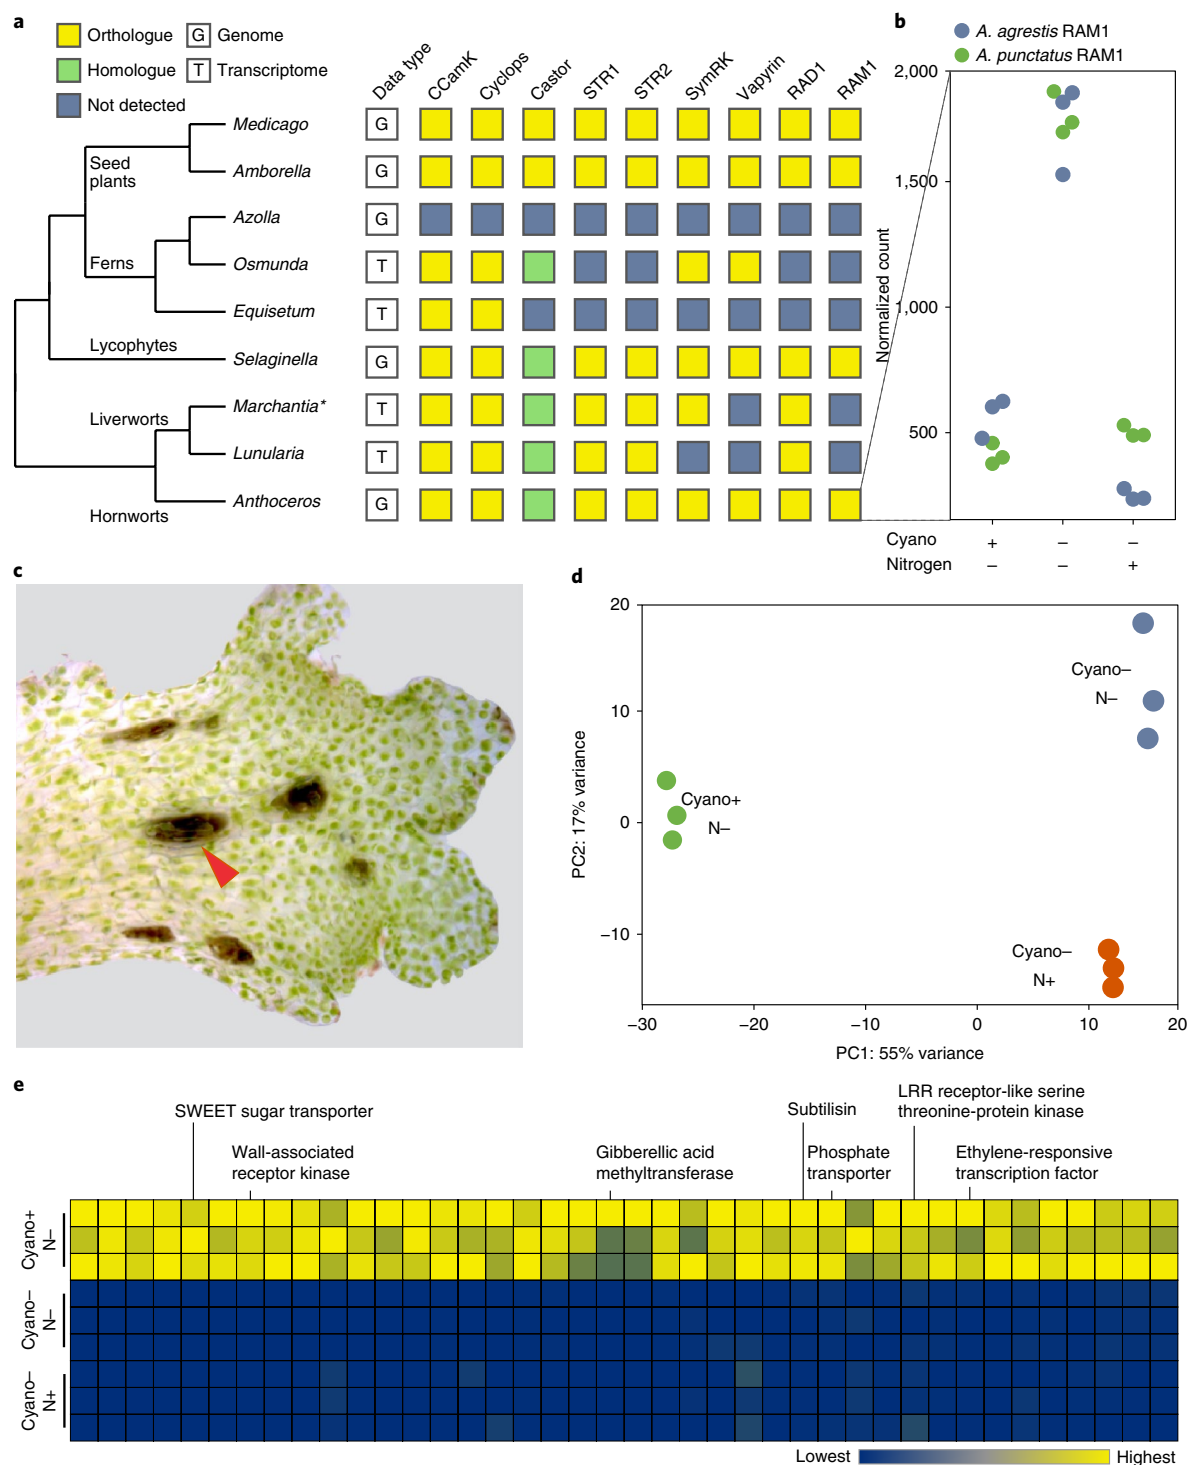 a
Orthologue
G Genome
Homologue
T Transcriptome
Not detected
Data type
CCamK
Cyclops
Castor
STR1
STR2
SymRK
Vapyrin
RAD1
RAM1
Medicago
G
Seed
plants
Amborella
G
Azolla
G
Ferns
Osmunda
T
Equisetum
T
Lycophytes
Selaginella
G
Liverworts
Marchantia*
T
Lunularia
T
Anthoceros
G
Hornworts
b
A. agrestis RAM1
A. punctatus RAM1
2,000
1,500
1,000
500
Normalized count
Cyano + – –
Nitrogen – – +
c
d
20
10
0
–10
PC2: 17% variance
Cyano–
N–
Cyano+
N–
Cyano–
N+
–30 –20 –10 0 10 20
PC1: 55% variance
e
SWEET sugar transporter
Wall-associated
receptor kinase
Gibberellic acid
methyltransferase
Subtilisin
Phosphate
transporter
LRR receptor-like serine
threonine-protein kinase
Ethylene-responsive
transcription factor
Cyano+
N–
Cyano–
N–
Cyano–
N+
Lowest Highest